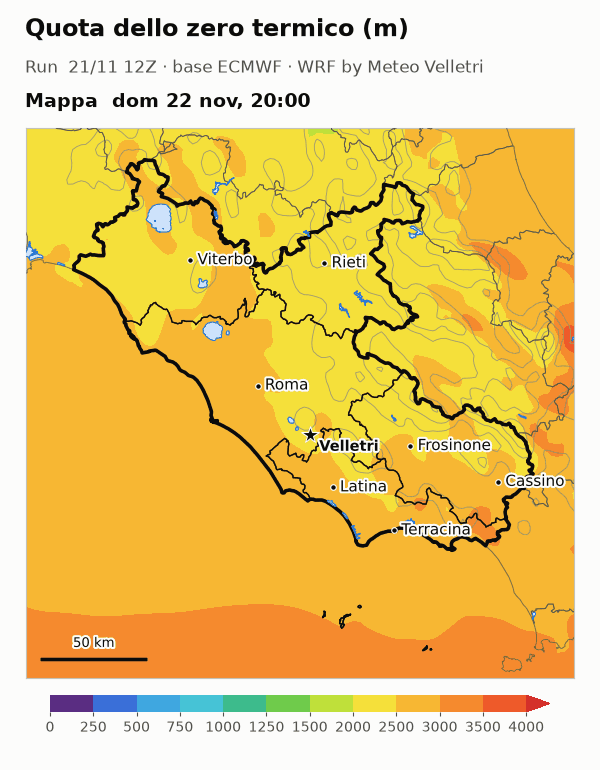 Quota dello zero termico (m)
Run 21/11 12Z · base ECMWF · WRF by Meteo Velletri
Mappa dom 22 nov, 20:00
Viterbo
Rieti
Roma
Velletri
Frosinone
Latina
Cassino
Terracina
50 km
0 250 500 750 1000 1250 1500 2000 2500 3000 3500 4000